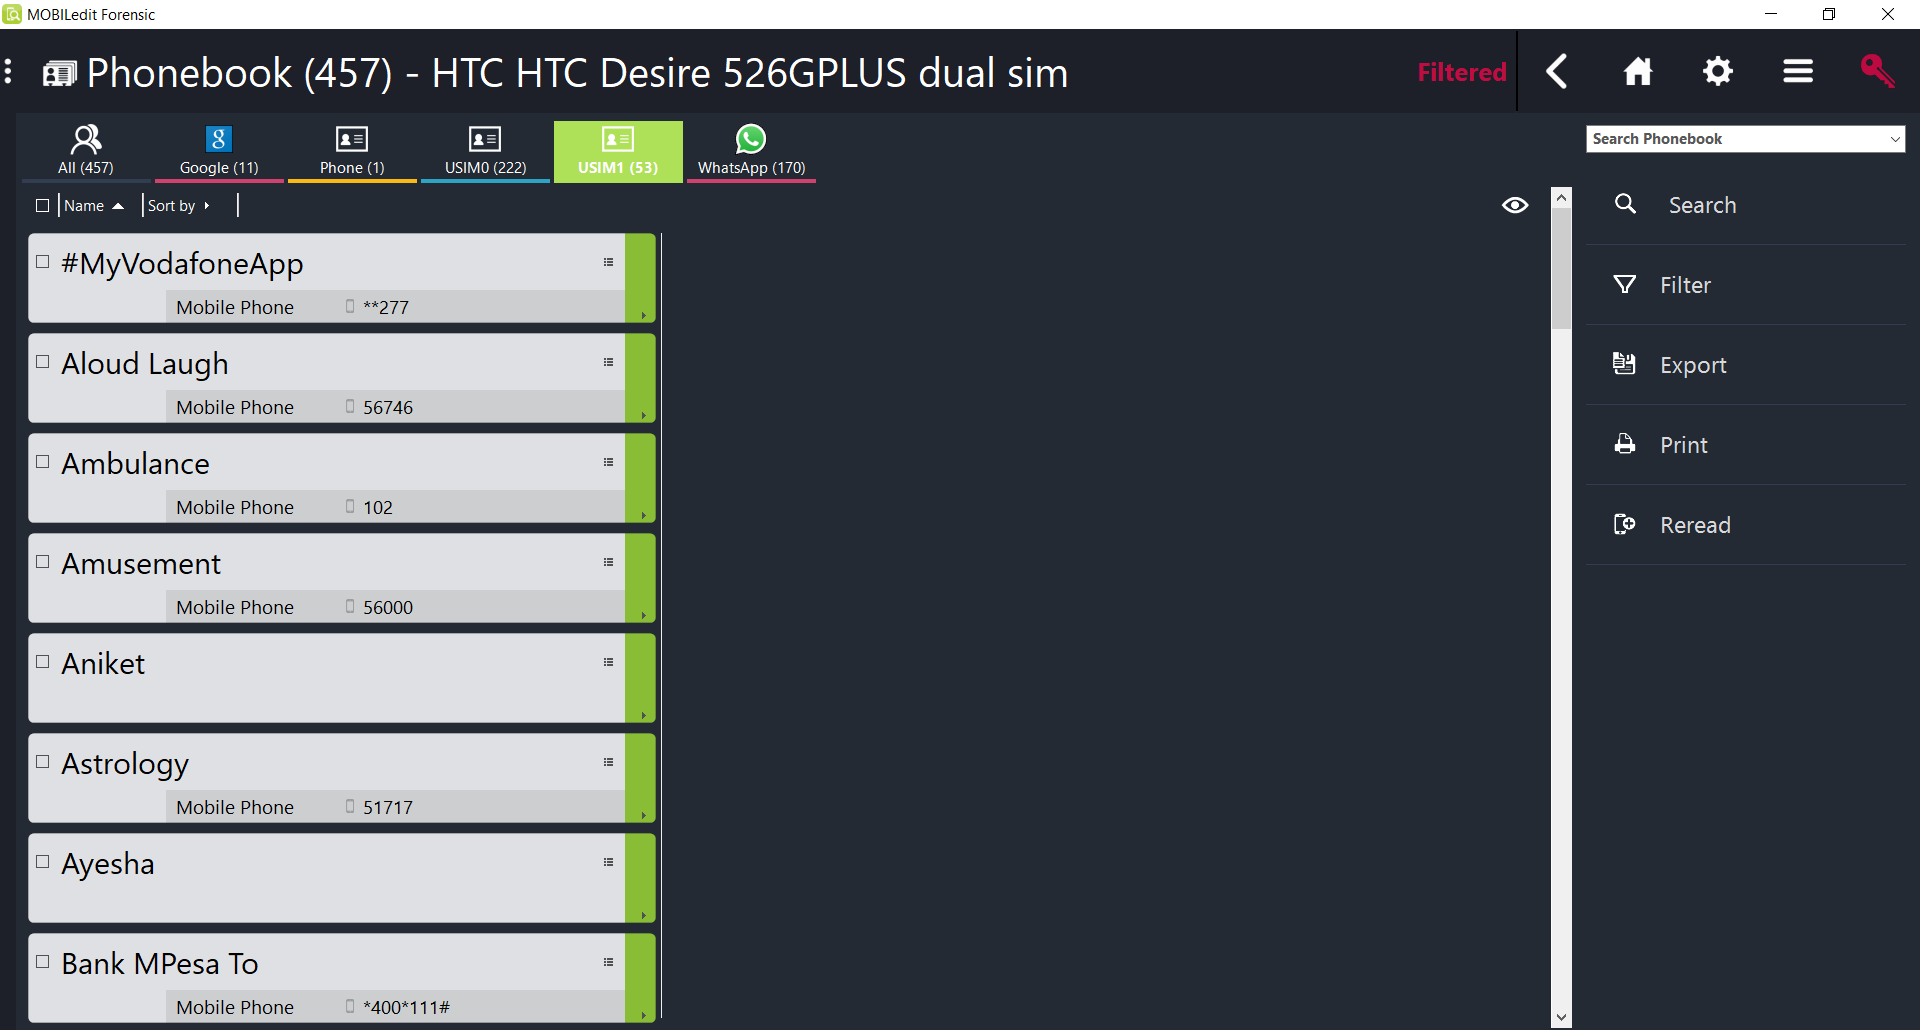 MOBILedit Forensic
Phonebook (457) - HTC HTC Desire 526GPLUS dual sim
Filtered
All (457)
Google (11)
Phone (1)
USIM0 (222)
USIM1 (53)
WhatsApp (170)
Search Phonebook
Name
Sort by
Search
Filter
Export
Print
Reread
#MyVodafoneApp
Mobile Phone **277
Aloud Laugh
Mobile Phone 56746
Ambulance
Mobile Phone 102
Amusement
Mobile Phone 56000
Aniket
Astrology
Mobile Phone 51717
Ayesha
Bank MPesa To
Mobile Phone *400*111#